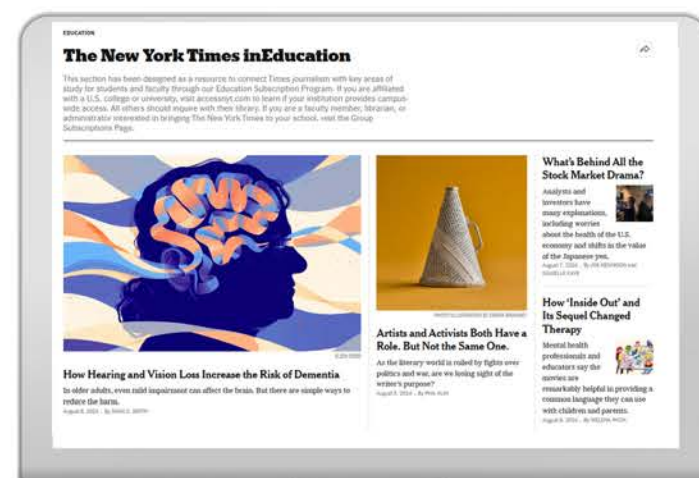 EDUCATION
The New York Times inEducation
This section has been designed as a resource to connect Times journalism with key areas of
study for students and faculty through our Education Subscription Program. If you are affiliated
with a U.S. college or university, visit accessnyt.com to learn if your institution provides campus-
wide access. All others should inquire with their library. If you are a faculty member, librarian, or
administrator interested in bringing The New York Times to your school, visit the Group
Subscriptions Page.
How Hearing and Vision Loss Increase the Risk of Dementia
In older adults, even mild impairment can affect the brain. But there are simple ways to
reduce the harm.
Artists and Activists Both Have a
Role. But Not the Same One.
As the literary world is roiled by fights over
politics and war, are we losing sight of the
writer's purpose?
What's Behind All the
Stock Market Drama?
Analysts and
investors have
many explanations,
including worries
about the health of the U.S.
economy and shifts in the value
of the Japanese yen.
August 7, 2024
How 'Inside Out' and
Its Sequel Changed
Therapy
Mental health
professionals and
educators say the
movies are
remarkably helpful in providing a
common language they can use
with children and parents.